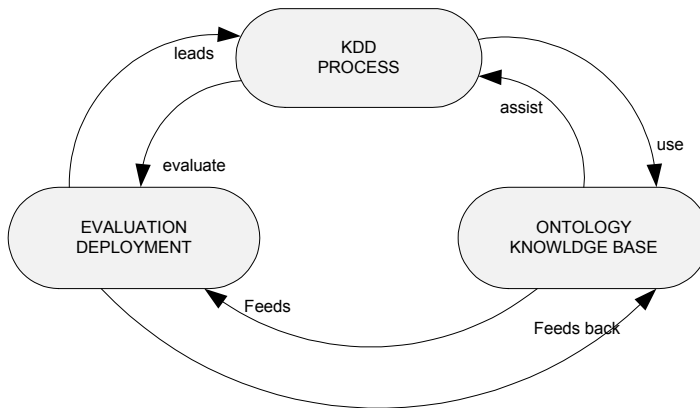 KDD
PROCESS
leads
assist
use
evaluate
EVALUATION
DEPLOYMENT
ONTOLOGY
KNOWLDGE BASE
Feeds
Feeds back